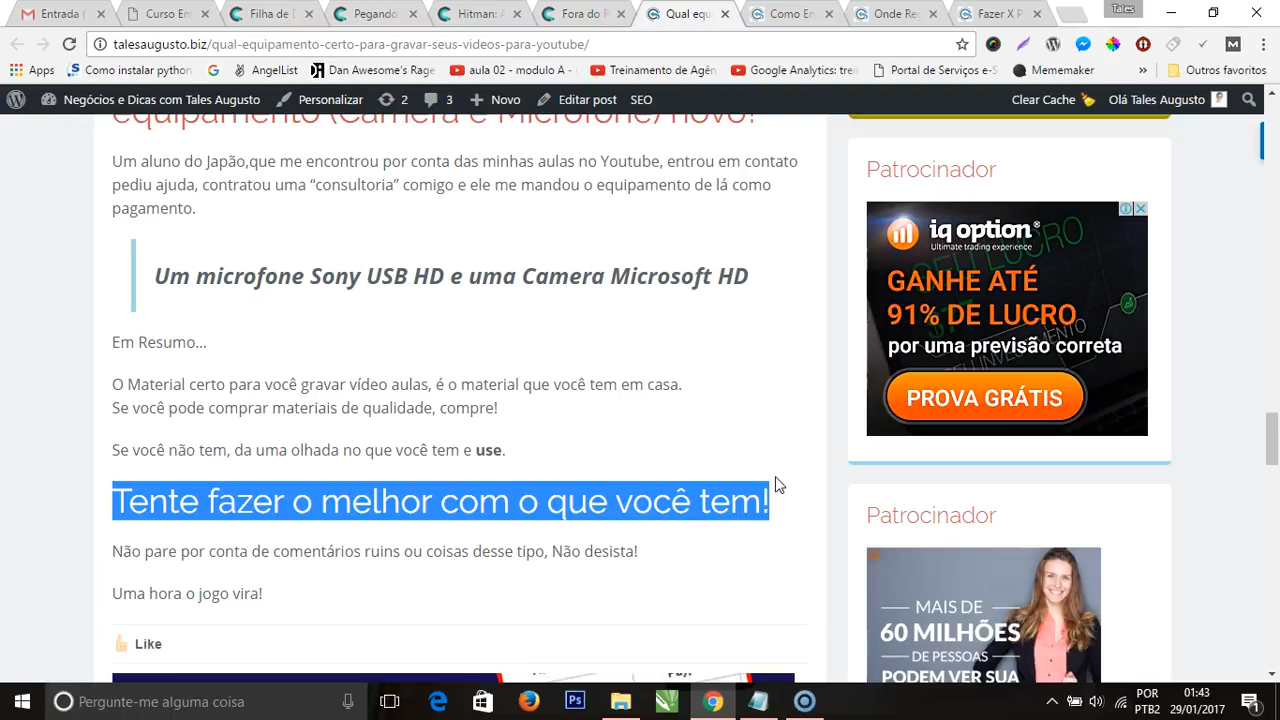 Entrada (
Curso Em
Filha de D
Pegando
Hitman: A
Fora do R
Qual equ
Como En
Onde Res
Fazer X P
Tales
talesaugusto.biz/qual-equipamento-certo-para-gravar-seus-videos-para-youtube/
Apps
Como instalar python
AngelList
Dan Awesome's Rage
aula 02 - modulo A -
Treinamento de Agên
Google Analytics: trei
Portal de Serviços e-S
Mememaker
»
Outros favoritos
Negócios e Dicas com Tales Augusto
Personalizar
2
3
Novo
Editar post
SEO
Clear Cache
Olá Tales Augusto
equipamento (Camera e Microfone) novo!
Um aluno do Japão,que me encontrou por conta das minhas aulas no Youtube, entrou em contato
pediu ajuda, contratou uma “consultoria” comigo e ele me mandou o equipamento de lá como
pagamento.
Um microfone Sony USB HD e uma Camera Microsoft HD
Em Resumo...
O Material certo para você gravar vídeo aulas, é o material que você tem em casa.
Se você pode comprar materiais de qualidade, compre!
Se você não tem, da uma olhada no que você tem e use.
Tente fazer o melhor com o que você tem!
Não pare por conta de comentários ruins ou coisas desse tipo, Não desista!
Uma hora o jogo vira!
Like
Patrocinador
iq option®
Ultimate trading experience
GANHE ATÉ
91% DE LUCRO
por uma previsão correta
PROVA GRÁTIS
Patrocinador
MAIS DE
60 MILHÕES
DE PESSOAS
PODEM VER SUA
Pergunte-me alguma coisa
POR
PTB2
01:43
29/01/2017